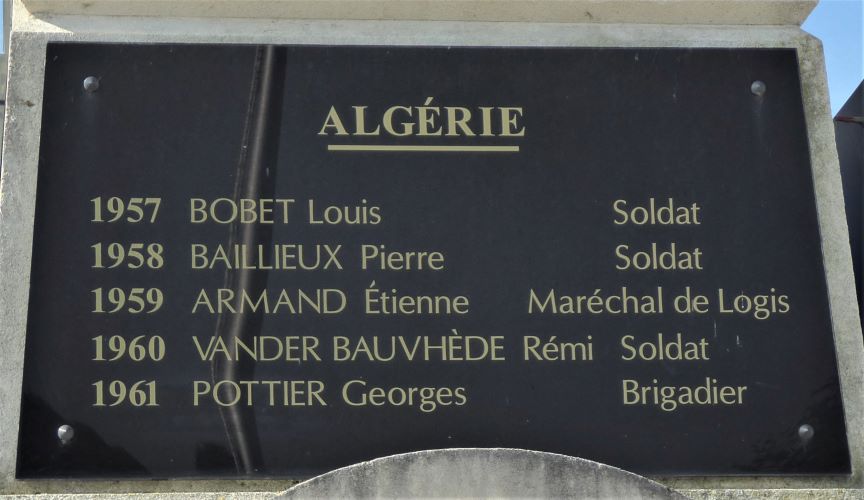 ALGÉRIE
1957 BOBET Louis Soldat
1958 BAILLIEUX Pierre Soldat
1959 ARMAND Étienne Maréchal de Logis
1960 VANDER BAUVHÈDE Rémi Soldat
1961 POTTIER Georges Brigadier